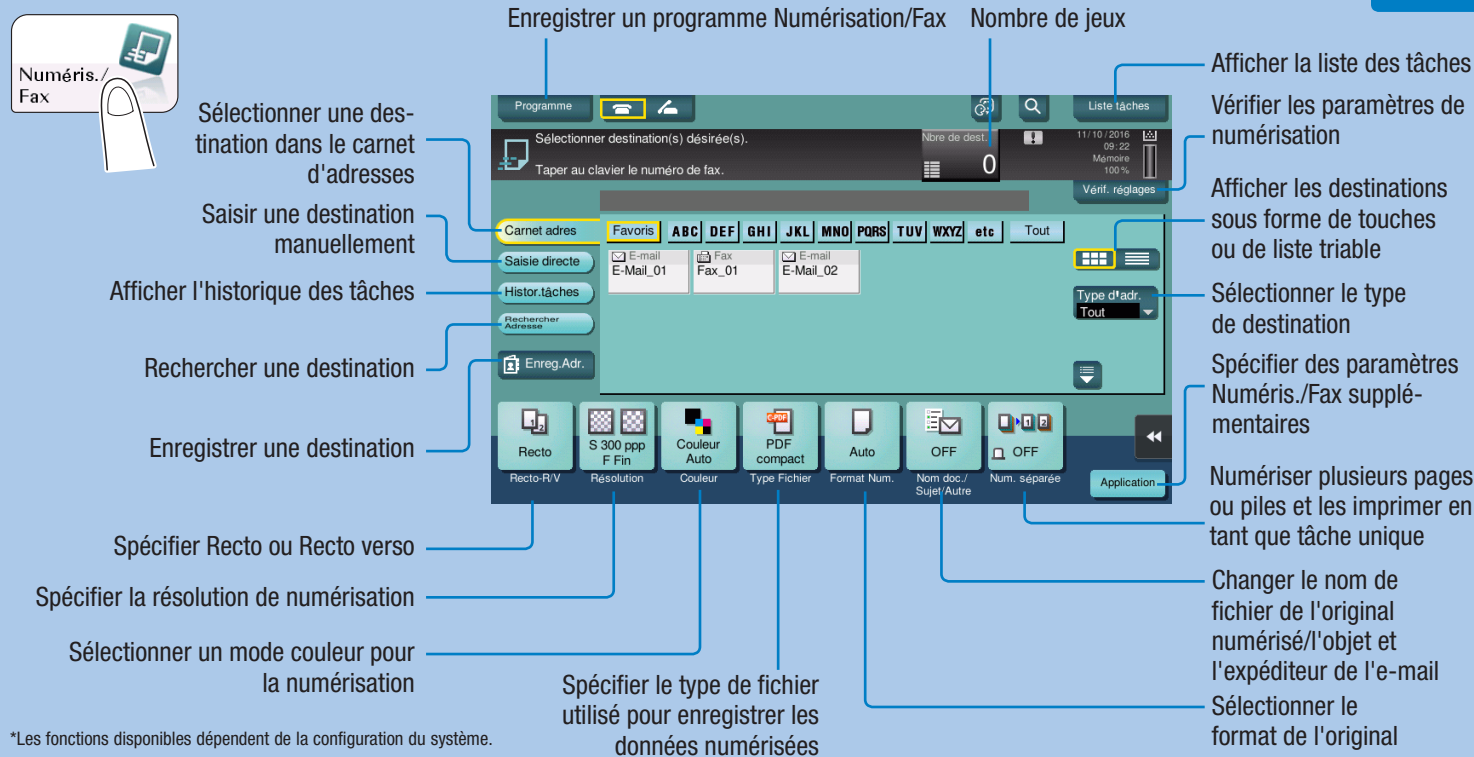 Enregistrer un programme Numérisation/Fax
Nombre de jeux
Numéris./
Fax
Sélectionner une des-
tination dans le carnet
d'adresses
Saisir une destination
manuellement
Afficher l'historique des tâches
Rechercher une destination
Enregistrer une destination
Spécifier Recto ou Recto verso
Spécifier la résolution de numérisation
Sélectionner un mode couleur pour
la numérisation
*Les fonctions disponibles dépendent de la configuration du système.
Programme
Liste tâches
Sélectionner destination(s) désirée(s).
Taper au clavier le numéro de fax.
Nbre de dest.
0
11/10/2016
09:22
Mémoire
100 %
Vérif. réglages
Carnet adres
Favoris ABC DEF GHI JKL MNO PQRS TUV WXYZ etc Tout
Saisie directe
Histor.tâches
Rechercher
Adresse
Enreg.Adr.
E-mail
E-Mail_01
Fax
Fax_01
E-mail
E-Mail_02
Type d'adr.
Tout
1 2
Recto
Recto-R/V
S 300 ppp
F Fin
Résolution
Couleur
Auto
Couleur
C-PDF
PDF
compact
Type Fichier
Auto
Format Num.
OFF
Nom doc./
Sujet/Autre
1 2
OFF
Num. séparée
Application
Spécifier le type de fichier
utilisé pour enregistrer les
données numérisées
Afficher la liste des tâches
Vérifier les paramètres de
numérisation
Afficher les destinations
sous forme de touches
ou de liste triable
Sélectionner le type
de destination
Spécifier des paramètres
Numéris./Fax supplé-
mentaires
Numériser plusieurs pages
ou piles et les imprimer en
tant que tâche unique
Changer le nom de
fichier de l'original
numérisé/l'objet et
l'expéditeur de l'e-mail
Sélectionner le
format de l'original